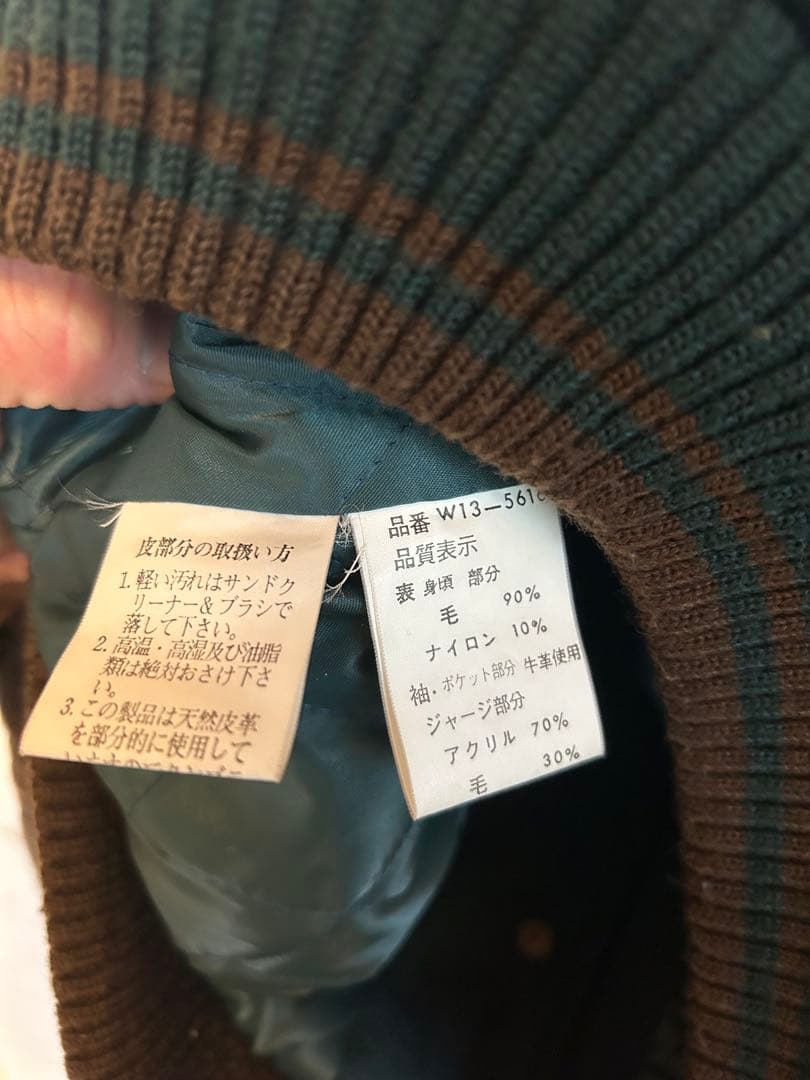 皮部分の取扱い方
1. 軽い汚れはサンドク
リーナー&ブラシで
落して下さい。
2. 高温・高湿及び油脂
類は絶対おさけ下さ
い。
3. この製品は天然皮革
を部分的に使用して
品番 W13-561
品質表示
表 身頃 部分
毛 90%
ナイロン 10%
袖・ポケット部分 牛革使用
ジャージ部分
アクリル 70%
毛 30%